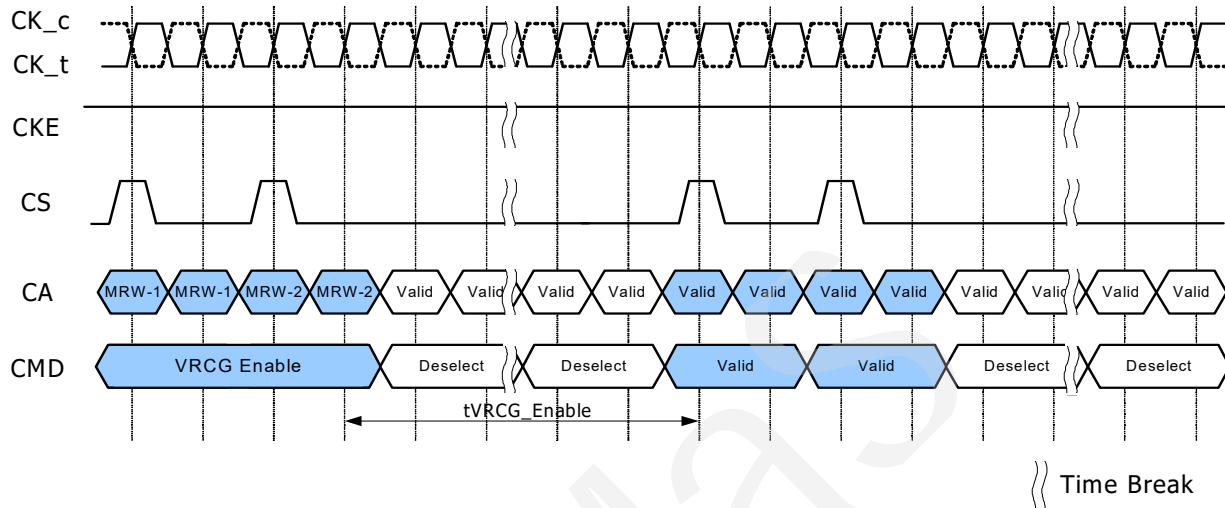 CK_c
CK_t
CKE
CS
CA MRW-1 MRW-1 MRW-2 MRW-2 Valid Valid Valid Valid Valid Valid Valid Valid Valid Valid Valid Valid
CMD VRCG Enable Deselect Deselect Valid Valid Deselect Deselect
tVRCG_Enable
Time Break